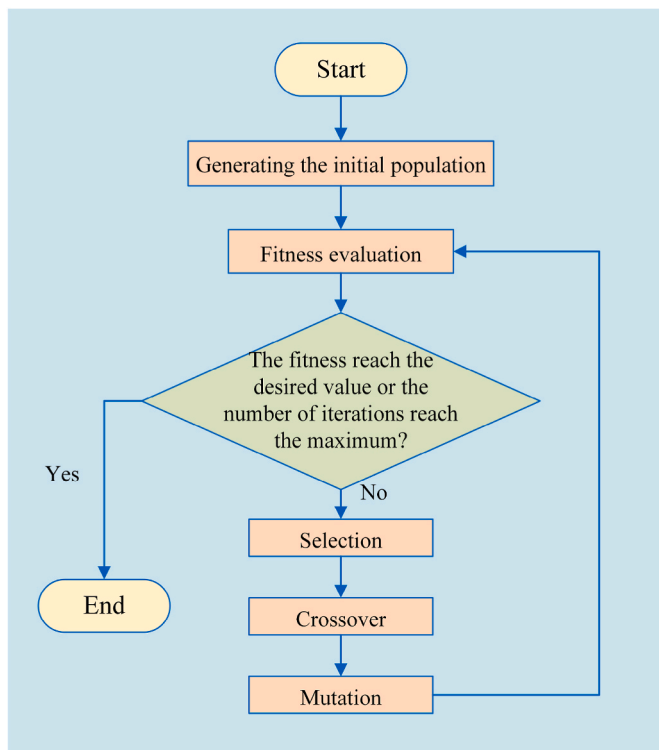 Start
Generating the initial population
Fitness evaluation
The fitness reach the
desired value or the
number of iterations reach
the maximum?
Yes
No
Selection
End
Crossover
Mutation